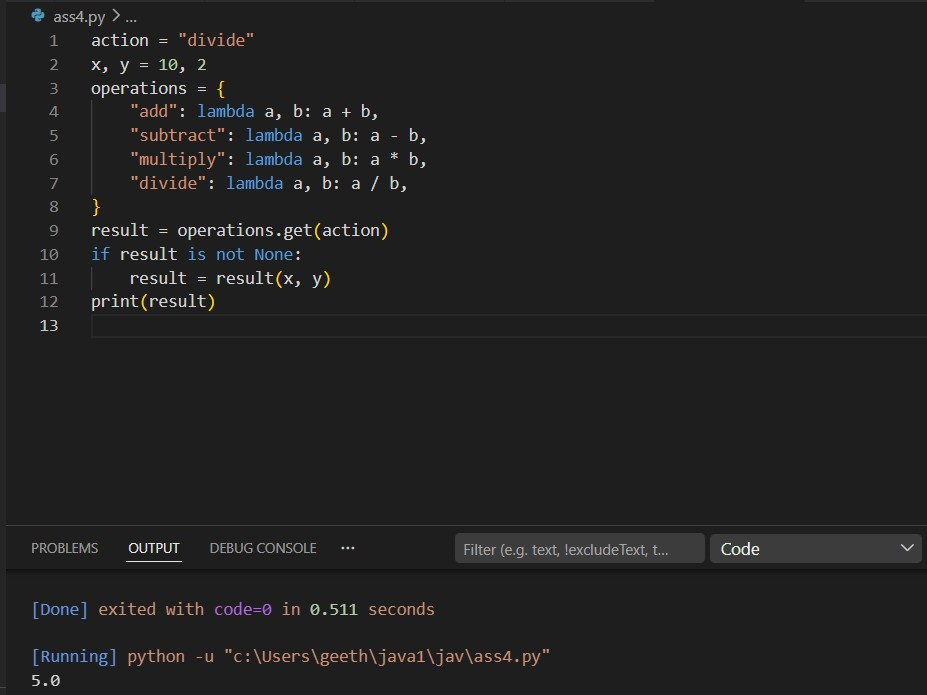 ass4.py > ...
1 action = "divide"
2 x, y = 10, 2
3 operations = {
4     "add": lambda a, b: a + b,
5     "subtract": lambda a, b: a - b,
6     "multiply": lambda a, b: a * b,
7     "divide": lambda a, b: a / b,
8 }
9 result = operations.get(action)
10 if result is not None:
11     result = result(x, y)
12 print(result)
13
PROBLEMS OUTPUT DEBUG CONSOLE ··· Filter (e.g. text, !excludeText, t... Code
[Done] exited with code=0 in 0.511 seconds
[Running] python -u "c:\Users\geeth\java1\jav\ass4.py"
5.0